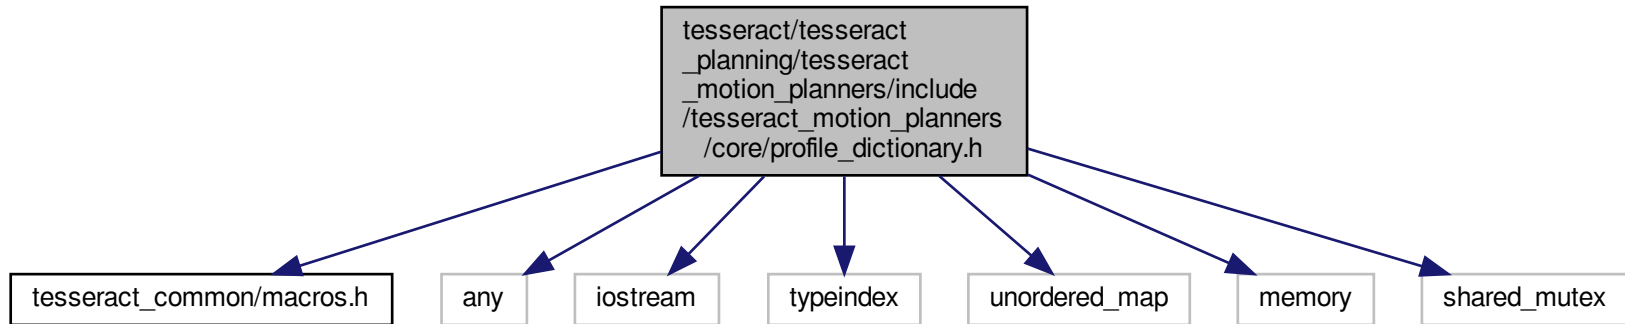 tesseract/tesseract
_planning/tesseract
_motion_planners/include
/tesseract_motion_planners
/core/profile_dictionary.h
tesseract_common/macros.h
any
iostream
typeindex
unordered_map
memory
shared_mutex